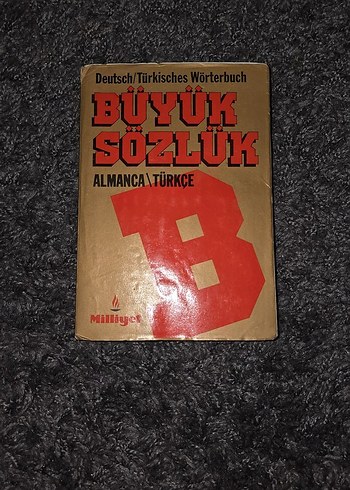 Deutsch/Türkisches Wörterbuch
BÜYÜK
SÖZLÜK
ALMANCA\TÜRKÇE
B
Milliyet